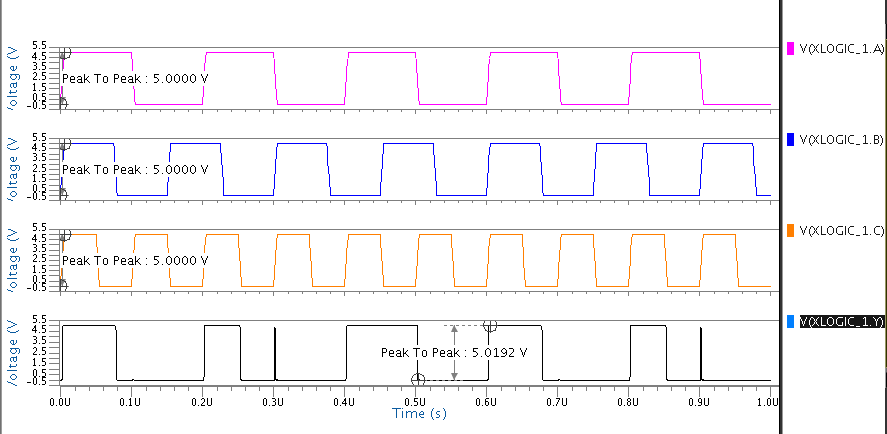 5.5 V(XLOGIC_1.A)
4.5
3.5
2.5
1.5
0.5
-0.5
Peak To Peak : 5.0000 V
oltage (V
5.5 V(XLOGIC_1.B)
4.5
3.5
2.5
1.5
0.5
-0.5
Peak To Peak : 5.0000 V
oltage (V
5.5 V(XLOGIC_1.C)
4.5
3.5
2.5
1.5
0.5
-0.5
Peak To Peak : 5.0000 V
oltage (V
5.5 V(XLOGIC_1.Y)
4.5
3.5
2.5
1.5
0.5
-0.5
Peak To Peak : 5.0192 V
oltage (V
0.0U 0.1U 0.2U 0.3U 0.4U 0.5U 0.6U 0.7U 0.8U 0.9U 1.0U
Time (s)